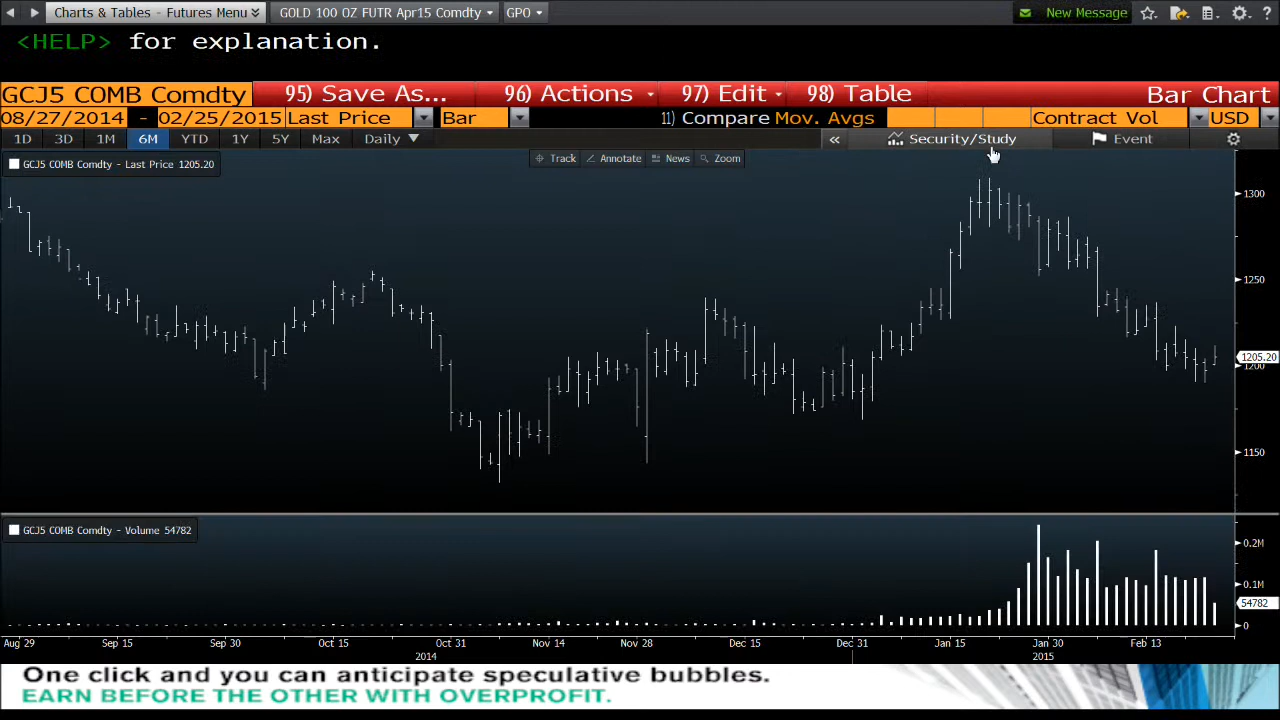 Charts & Tables - Futures Menu GOLD 100 OZ FUTR Apr15 Comdty GPO New Message ?
<HELP> for explanation.
GCJ5 COMB Comdty 95) Save As... 96) Actions 97) Edit 98) Table Bar Chart
08/27/2014 - 02/25/2015 Last Price Bar 11) Compare Mov. Avgs Contract Vol USD
1D 3D 1M 6M YTD 1Y 5Y Max Daily « Security/Study Event
GCJ5 COMB Comdty - Last Price 1205.20 Track Annotate News Zoom
1300
1250
1205.20
1200
1150
GCJ5 COMB Comdty - Volume 54782
0.2M
0.1M
54782
0
Aug 29 Sep 15 Sep 30 Oct 15 Oct 31 Nov 14 Nov 28 Dec 15 Dec 31 Jan 15 Jan 30 Feb 13
2014 2015
One click and you can anticipate speculative bubbles.
EARN BEFORE THE OTHER WITH OVERPROFIT.